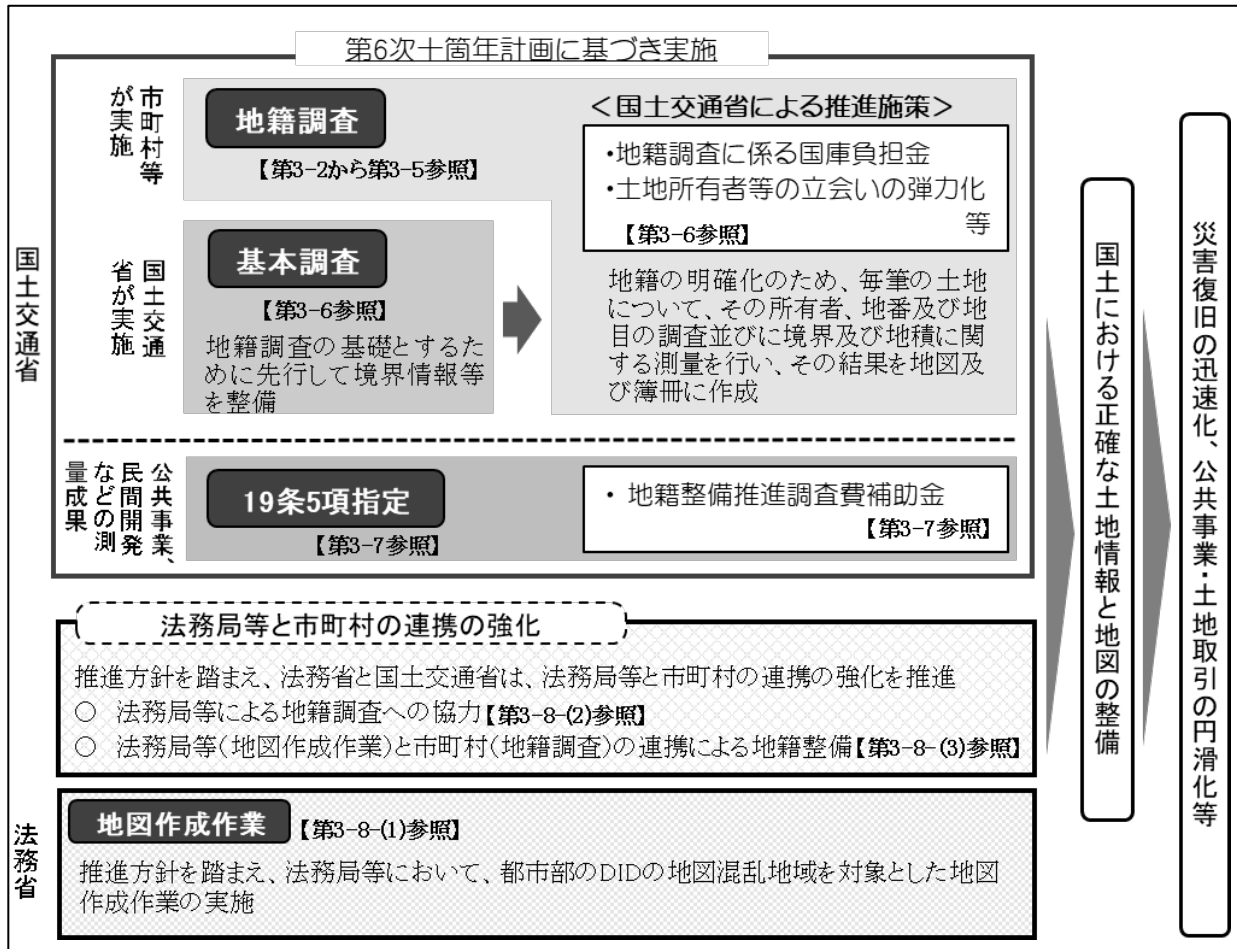 第6次十箇年計画に基づき実施
国土交通省
市町村等
が実施
地籍調査
【第3-2から第3-5参照】
＜国土交通省による推進施策＞
・地籍調査に係る国庫負担金
・土地所有者等の立会いの弾力化
等
【第3-6参照】
国土交通
省が実施
基本調査
【第3-6参照】
地籍調査の基礎とするた
めに先行して境界情報等
を整備
地籍の明確化のため、毎筆の土地
について、その所有者、地番及び地
目の調査並びに境界及び地積に関
する測量を行い、その結果を地図及
び簿冊に作成
公共事業、
民間開発
などの測
量成果
19条5項指定
【第3-7参照】
・ 地籍整備推進調査費補助金
【第3-7参照】
法務局等と市町村の連携の強化
推進方針を踏まえ、法務省と国土交通省は、法務局等と市町村の連携の強化を推進
○ 法務局等による地籍調査への協力【第3-8-(2)参照】
○ 法務局等(地図作成作業)と市町村(地籍調査)の連携による地籍整備【第3-8-(3)参照】
法務省
地図作成作業
【第3-8-(1)参照】
推進方針を踏まえ、法務局等において、都市部のDIDの地図混乱地域を対象とした地図
作成作業の実施
国土における正確な土地情報と地図の整備
災害復旧の迅速化、公共事業・土地取引の円滑化等